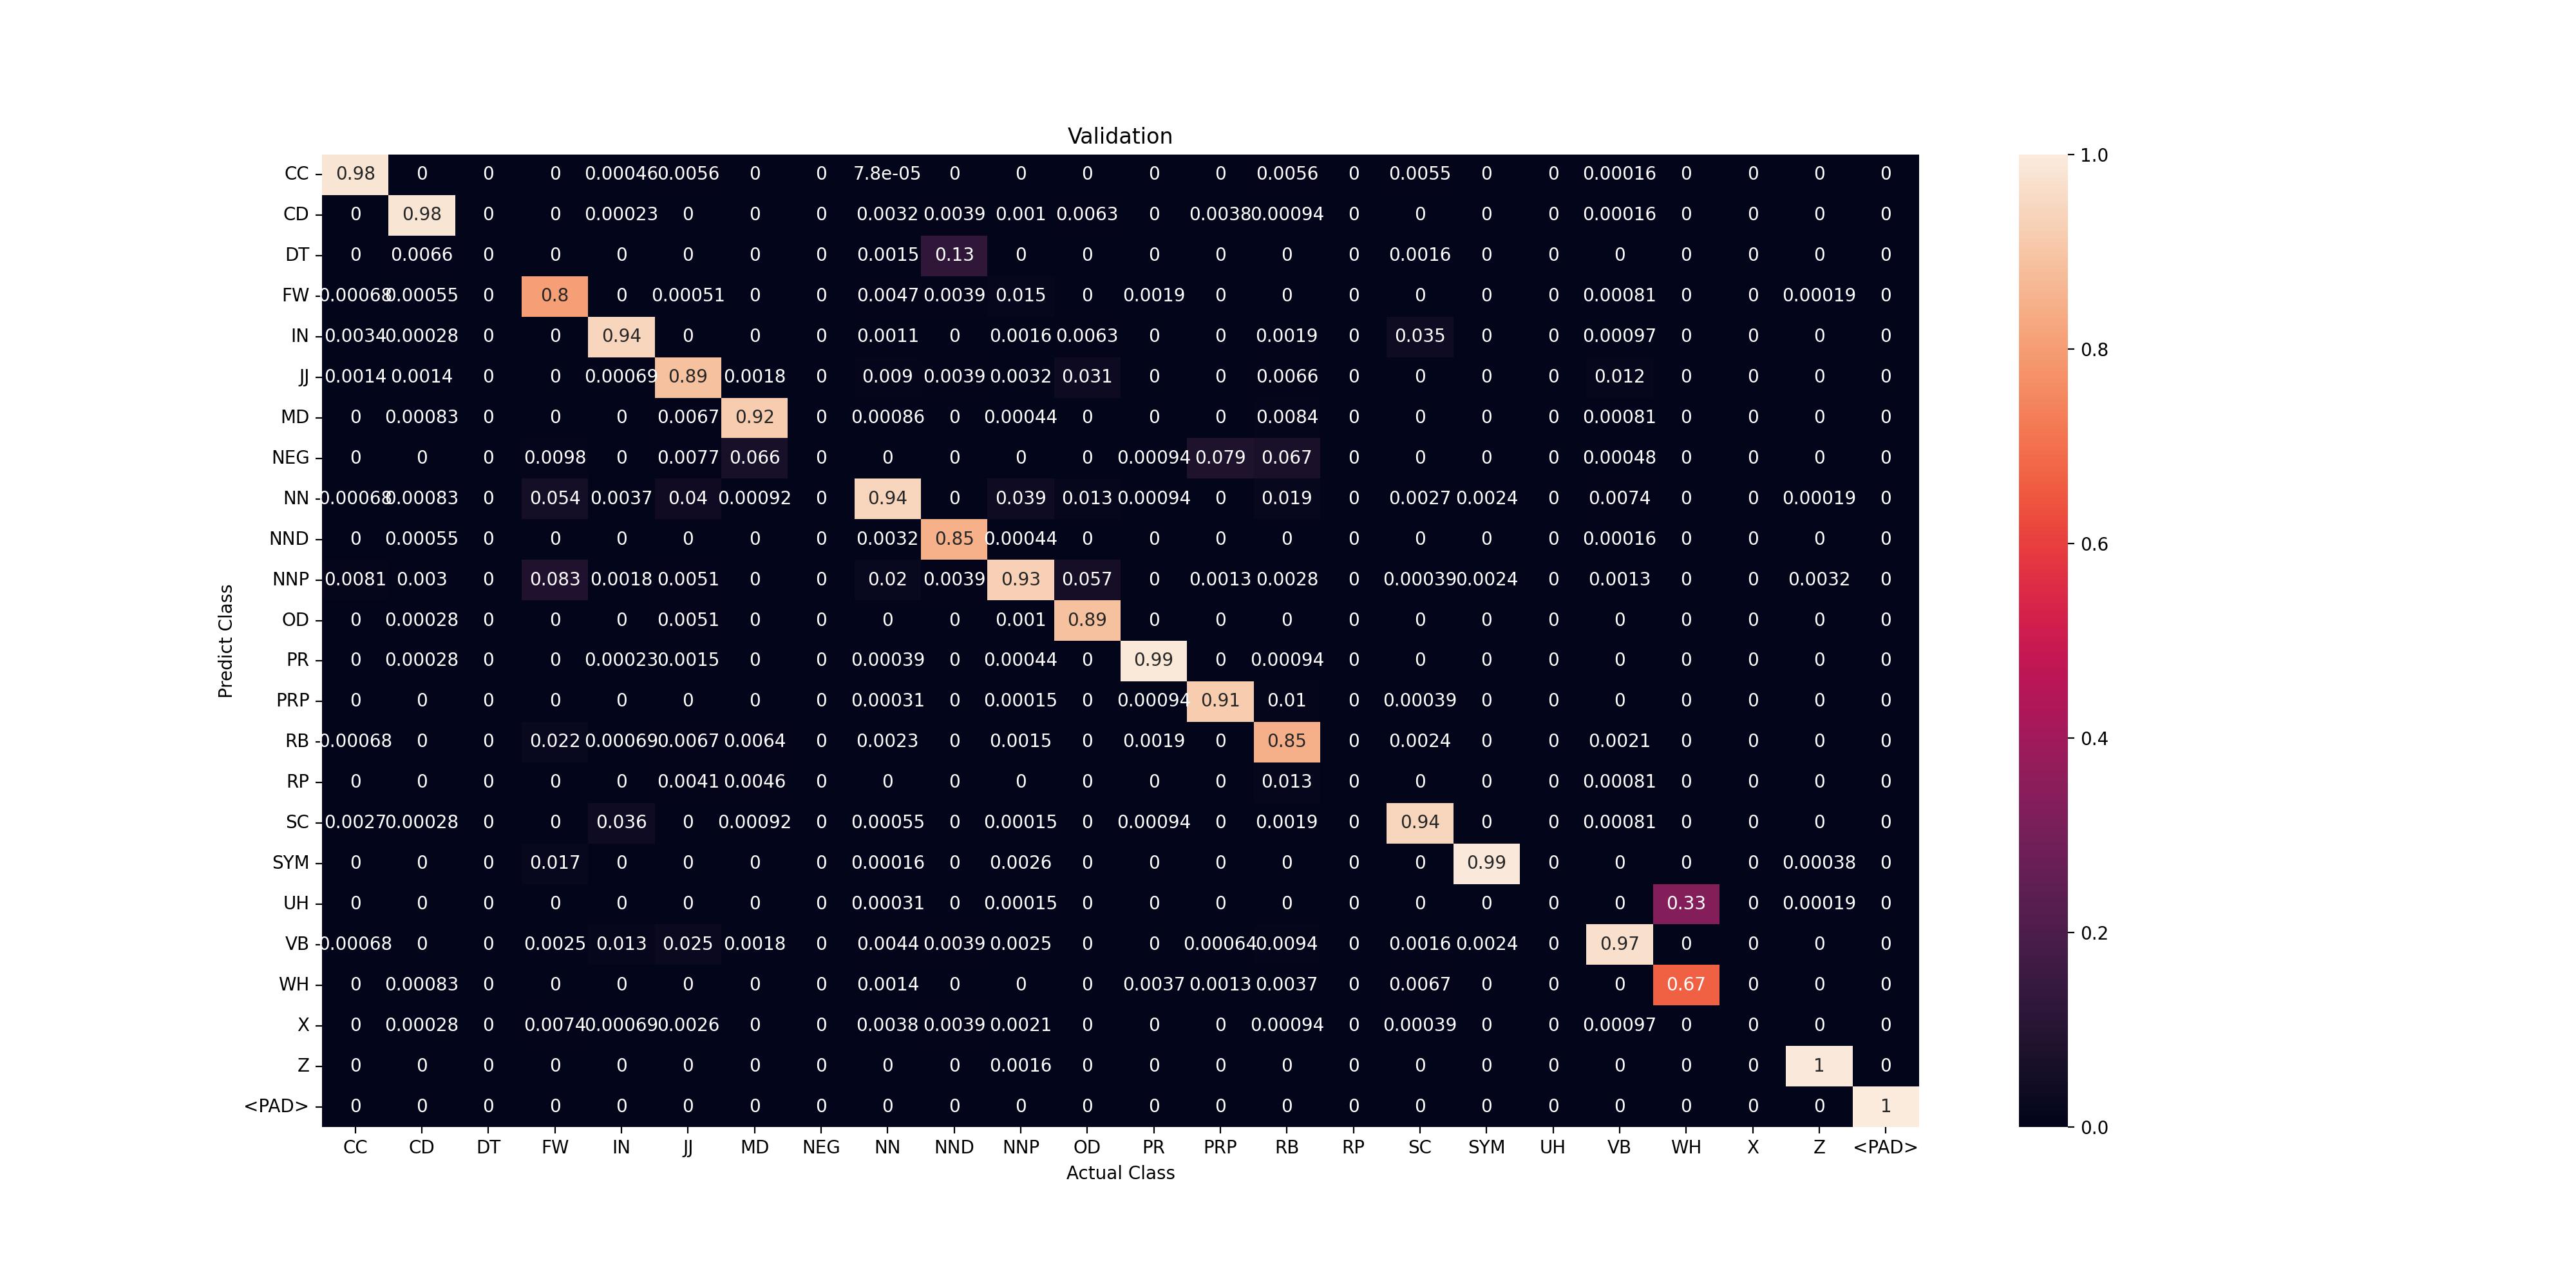 Validation
CC 0.98 0 0 0 0.00046 0.0056 0 0 7.8e-05 0 0 0 0 0 0.0056 0 0.0055 0 0 0.00016 0 0 0 0 1.0
CD 0 0.98 0 0 0.00023 0 0 0 0.0032 0.0039 0.001 0.0063 0 0.0038 0.00094 0 0 0 0 0.00016 0 0 0 0
DT 0 0.0066 0 0 0 0 0 0 0.0015 0.13 0 0 0 0 0 0 0.0016 0 0 0 0 0 0 0
FW 0.00068 0.00055 0 0.8 0 0.00051 0 0 0.0047 0.0039 0.015 0 0.0019 0 0 0 0 0 0 0.00081 0 0 0.00019 0
IN 0.0034 0.00028 0 0 0.94 0 0 0 0.0011 0 0.0016 0.0063 0 0 0.0019 0 0.035 0 0 0.00097 0 0 0 0 0.8
JJ 0.0014 0.0014 0 0 0.00069 0.89 0.0018 0 0.009 0.0039 0.0032 0.031 0 0 0.0066 0 0 0 0 0.012 0 0 0 0
MD 0 0.00083 0 0 0 0.0067 0.92 0 0.00086 0 0.00044 0 0 0 0.0084 0 0 0 0 0.00081 0 0 0 0
NEG 0 0 0 0.0098 0 0.0077 0.066 0 0 0 0 0 0.00094 0.079 0.067 0 0 0 0 0.00048 0 0 0 0
NN 0.00068 0.00083 0 0.054 0.0037 0.04 0.00092 0 0.94 0 0.039 0.013 0.00094 0 0.019 0 0.0027 0.0024 0 0.0074 0 0 0.00019 0
NND 0 0.00055 0 0 0 0 0 0 0.0032 0.85 0.00044 0 0 0 0 0 0 0 0 0.00016 0 0 0 0 0.6
NNP 0.0081 0.003 0 0.083 0.0018 0.0051 0 0 0.02 0.0039 0.93 0.057 0 0.0013 0.0028 0 0.00039 0.0024 0 0.0013 0 0 0.0032 0
OD 0 0.00028 0 0 0 0.0051 0 0 0 0 0.001 0.89 0 0 0 0 0 0 0 0 0 0 0 0
Predict Class
PR 0 0.00028 0 0 0.00023 0.0015 0 0 0.00039 0 0.00044 0 0.99 0 0.00094 0 0 0 0 0 0 0 0 0
PRP 0 0 0 0 0 0 0 0 0.00031 0 0.00015 0 0.00094 0.91 0.01 0 0.00039 0 0 0 0 0 0 0
RB 0.00068 0 0 0.022 0.00069 0.0067 0.0064 0 0.0023 0 0.0015 0 0.0019 0 0.85 0 0.0024 0 0 0.0021 0 0 0 0 0.4
RP 0 0 0 0 0 0.0041 0.0046 0 0 0 0 0 0 0 0.013 0 0 0 0 0.00081 0 0 0 0
SC 0.0027 0.00028 0 0 0.036 0 0.00092 0 0.00055 0 0.00015 0 0.00094 0 0.0019 0 0.94 0 0 0.00081 0 0 0 0
SYM 0 0 0 0.017 0 0 0 0 0.00016 0 0.0026 0 0 0 0 0 0 0.99 0 0 0 0 0.00038 0
UH 0 0 0 0 0 0 0 0 0.00031 0 0.00015 0 0 0 0 0 0 0 0 0 0.33 0 0.00019 0
VB 0.00068 0 0 0.0025 0.013 0.025 0.0018 0 0.0044 0.0039 0.0025 0 0 0.00064 0.0094 0 0.0016 0.0024 0 0.97 0 0 0 0 0.2
WH 0 0.00083 0 0 0 0 0 0 0.0014 0 0 0 0.0037 0.0013 0.0037 0 0.0067 0 0 0 0.67 0 0 0
X 0 0.00028 0 0.0074 0.00069 0.0026 0 0 0.0038 0.0039 0.0021 0 0 0 0.00094 0 0.00039 0 0 0.00097 0 0 0 0
Z 0 0 0 0 0 0 0 0 0 0 0.0016 0 0 0 0 0 0 0 0 0 0 0 1 0
<PAD> 0 0 0 0 0 0 0 0 0 0 0 0 0 0 0 0 0 0 0 0 0 0 0 1 0.0
CC CD DT FW IN JJ MD NEG NN NND NNP OD PR PRP RB RP SC SYM UH VB WH X Z <PAD>
Actual Class